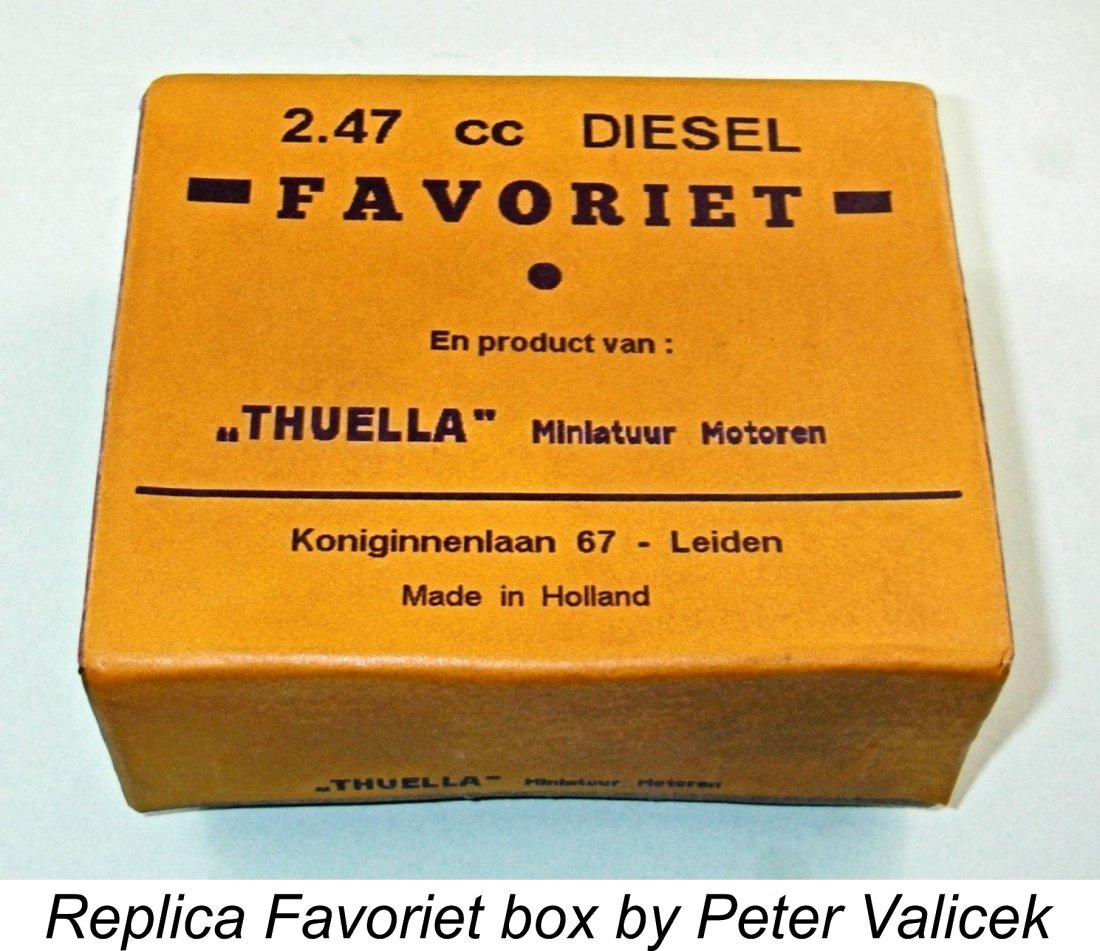 2.47 cc DIESEL
FAVORIET
En product van :
„THUELLA" Miniatuur Motoren
Koniginnenlaan 67 - Leiden
Made in Holland
„THUELLA" Miniatuur Motoren
Replica Favoriet box by Peter Valicek